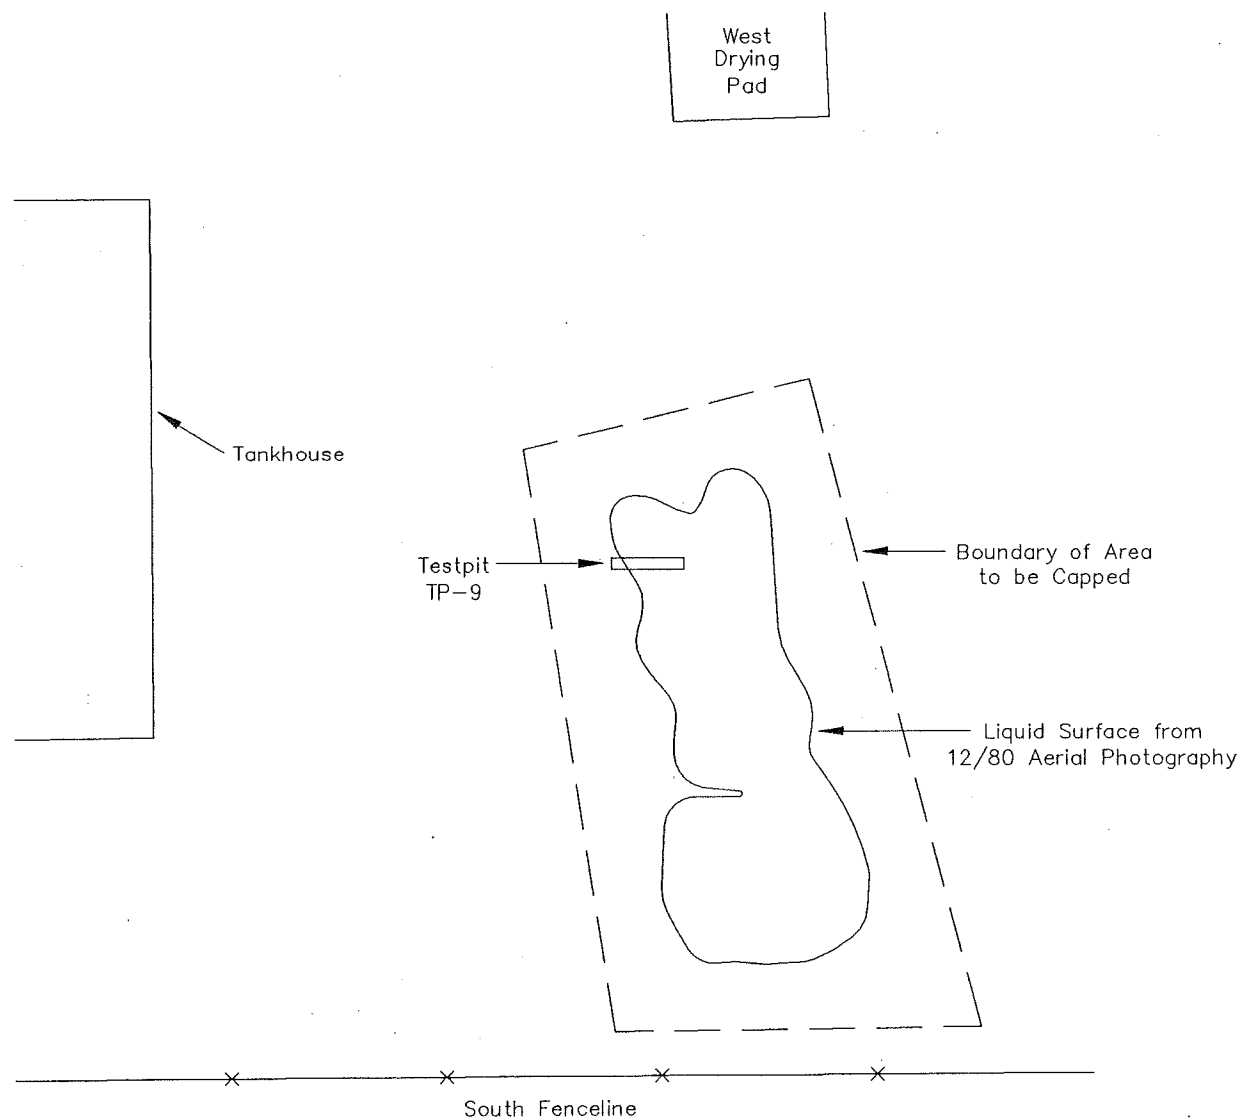 West
Drying
Pad
Tankhouse
Testpit
TP-9
Boundary of Area
to be Capped
Liquid Surface from
12/80 Aerial Photography
South Fenceline